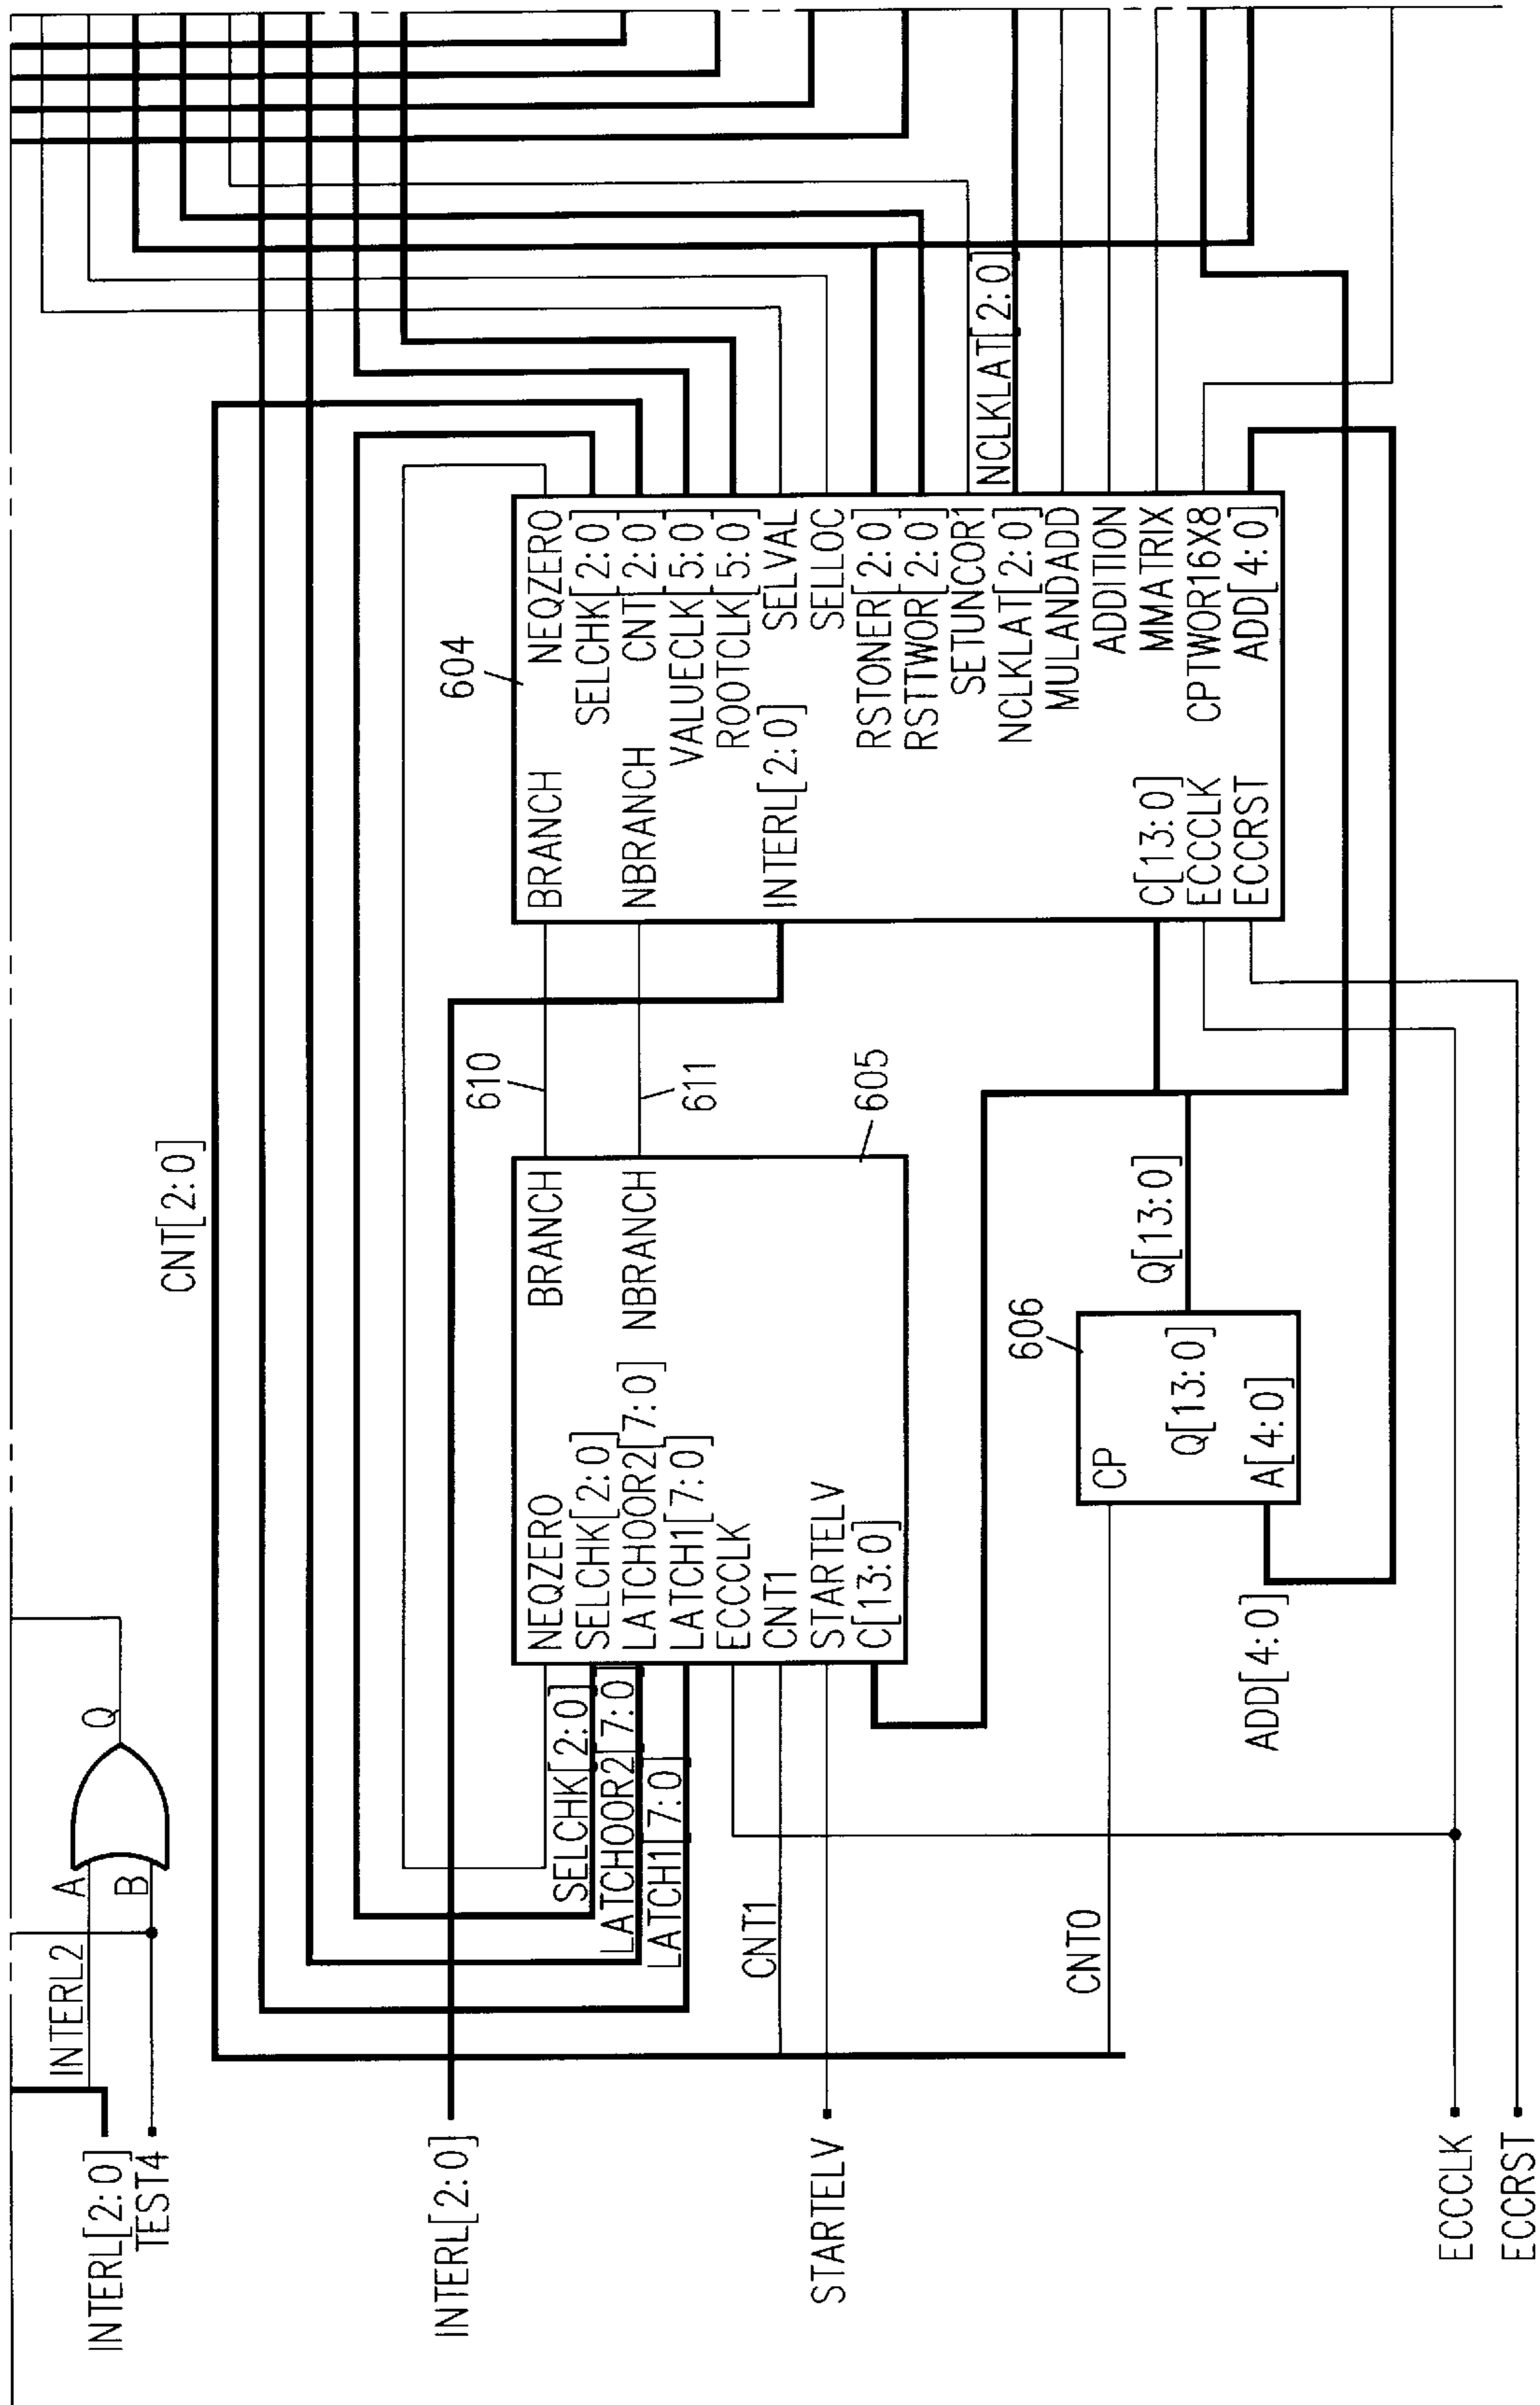 INTERL[2:0]
TEST4
INTERL2
A
B
Q
CNT[2:0]
INTERL[2:0]
STARTELV
ECCCLK
ECCRST
SELCHK[2:0]
LATCHOOR2[7:0]
LATCH1[7:0]
CNT1
CNT0
NEQZERO
SELCHK[2:0]
LATCHOOR2[7:0]
LATCH1[7:0]
ECCCLK
CNT1
STARTELV
C[13:0]
BRANCH
NBRANCH
605
610
611
ADD[4:0]
606
CP
Q[13:0]
A[4:0]
Q[13:0]
604
BRANCH
NBRANCH
INTERL[2:0]
C[13:0]
ECCCLK
ECCRST
NEQZERO
SELCHK[2:0]
CNT[2:0]
VALUECLK[5:0]
ROOTCLK[5:0]
SELVAL
SELLOC
RSTONER[2:0]
RSTTWOR[2:0]
SETUNCOR1
NCLKLAT[2:0]
MULANDADD
ADDITION
MMATRIX
CPTWOR16X8
ADD[4:0]
NCLKLAT[2:0]